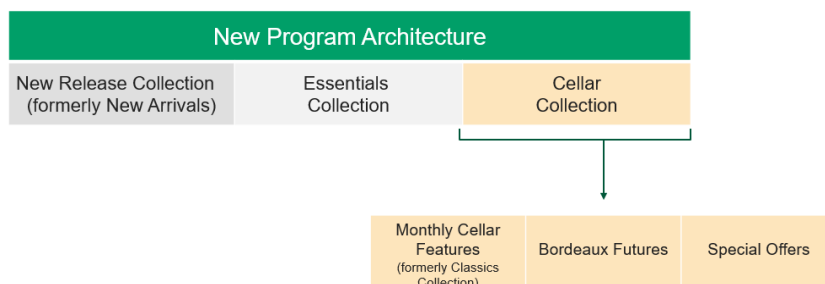 New Program Architecture
New Release Collection
(formerly New Arrivals)
Essentials
Collection
Cellar
Collection
Monthly Cellar
Features
(formerly Classics
Collection)
Bordeaux Futures
Special Offers